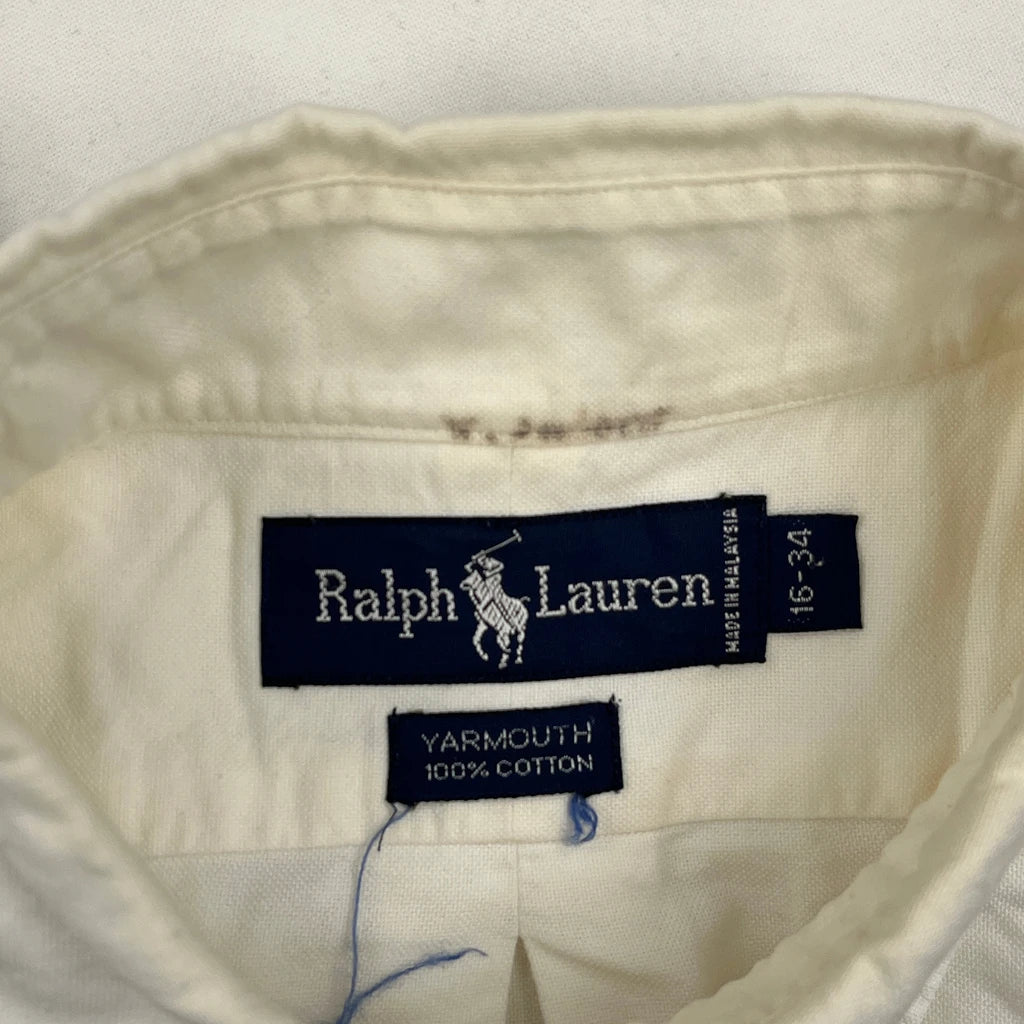 Ralph Lauren
MADE IN MALAYSIA
16-34
YARMOUTH
100% COTTON